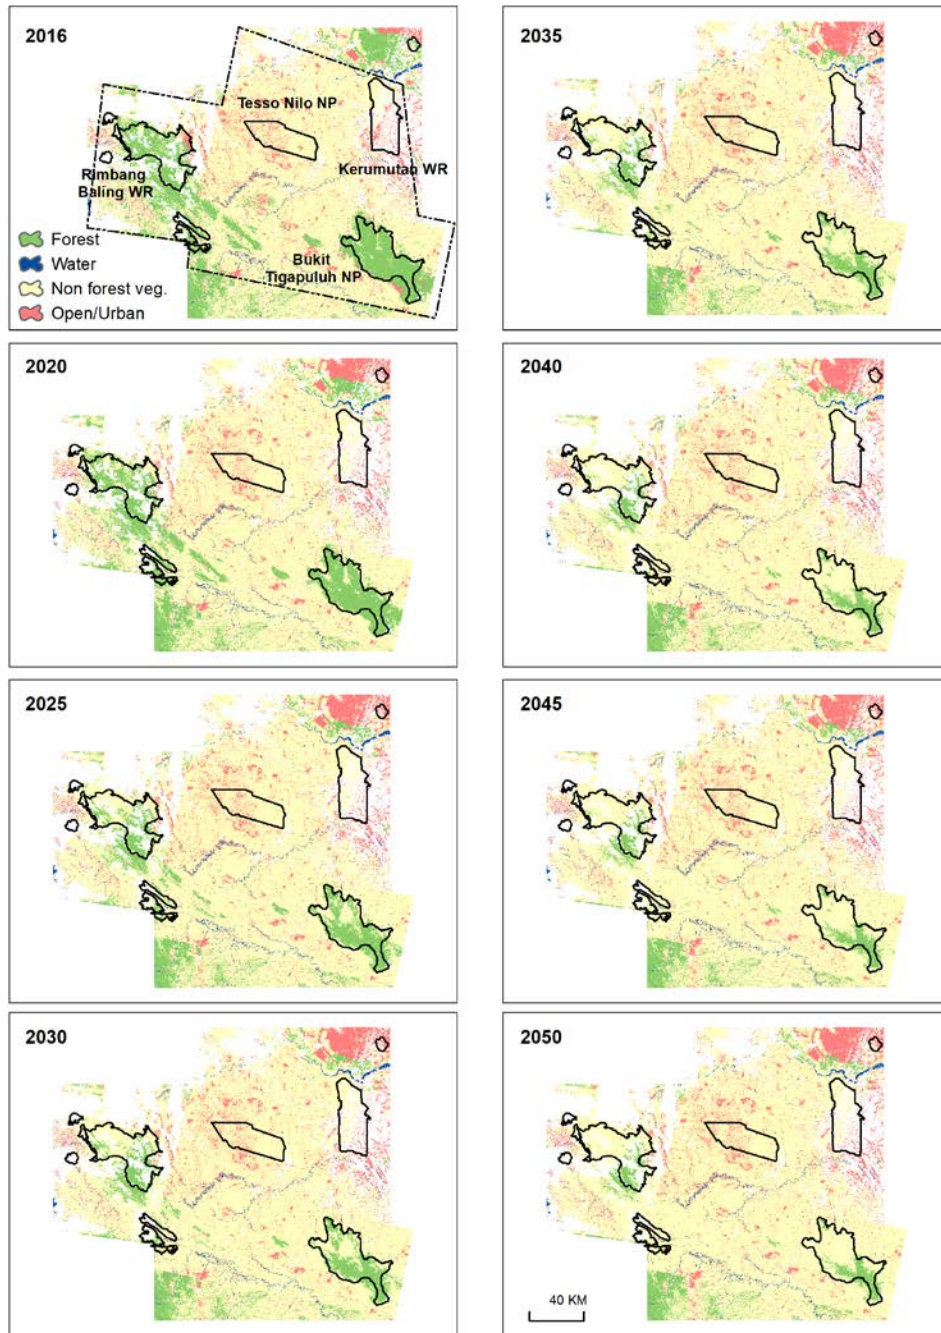 2016
Tesso Nilo NP
Kerumutan WR
Rimbang
Baling WR
Bukit
Tigapuluh NP
Forest
Water
Non forest veg.
Open/Urban
2035
2020
2040
2025
2045
2030
2050
40 KM